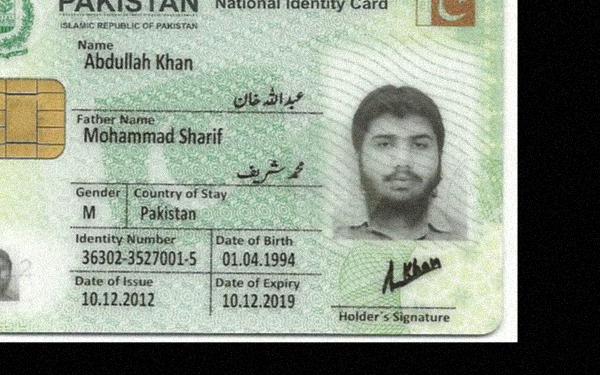 PAKISTAN National Identity Card
ISLAMIC REPUBLIC OF PAKISTAN
Name
Abdullah Khan
عبداللہ خان
Father Name
Mohammad Sharif
محمد شریف
Gender Country of Stay
M Pakistan
Identity Number Date of Birth
36302-3527001-5 01.04.1994
Date of Issue Date of Expiry
10.12.2012 10.12.2019
A.Khan
Holder's Signature